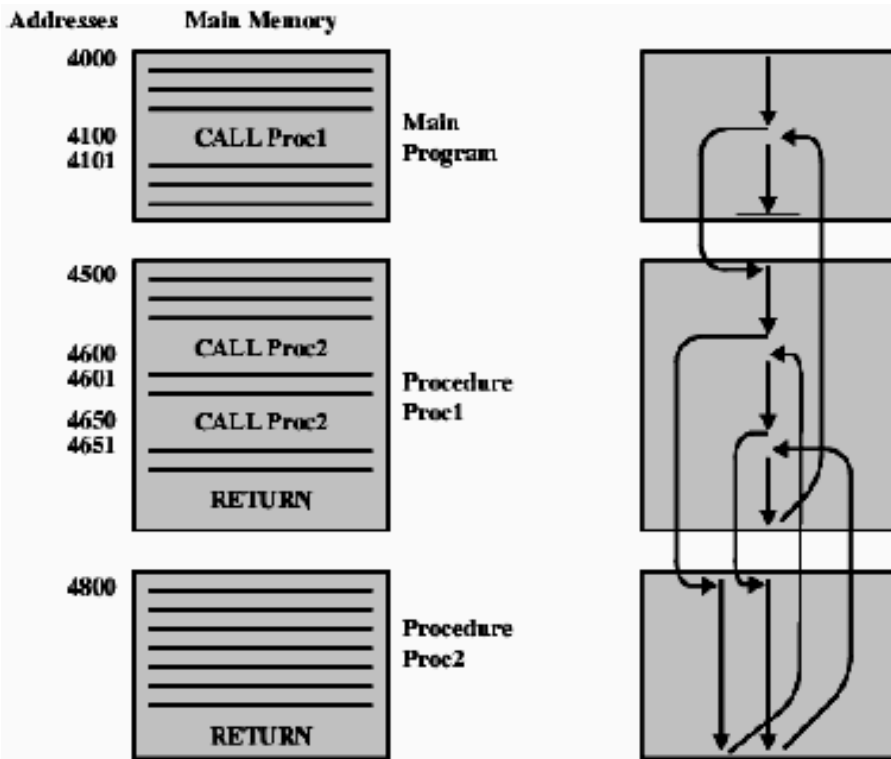 Addresses Main Memory
4000
4100 CALL Proc1
4101
Main
Program
4500
CALL Proc2
4600
4601
4650 CALL Proc2
4651
Procedure
Proc1
RETURN
4800
Procedure
Proc2
RETURN